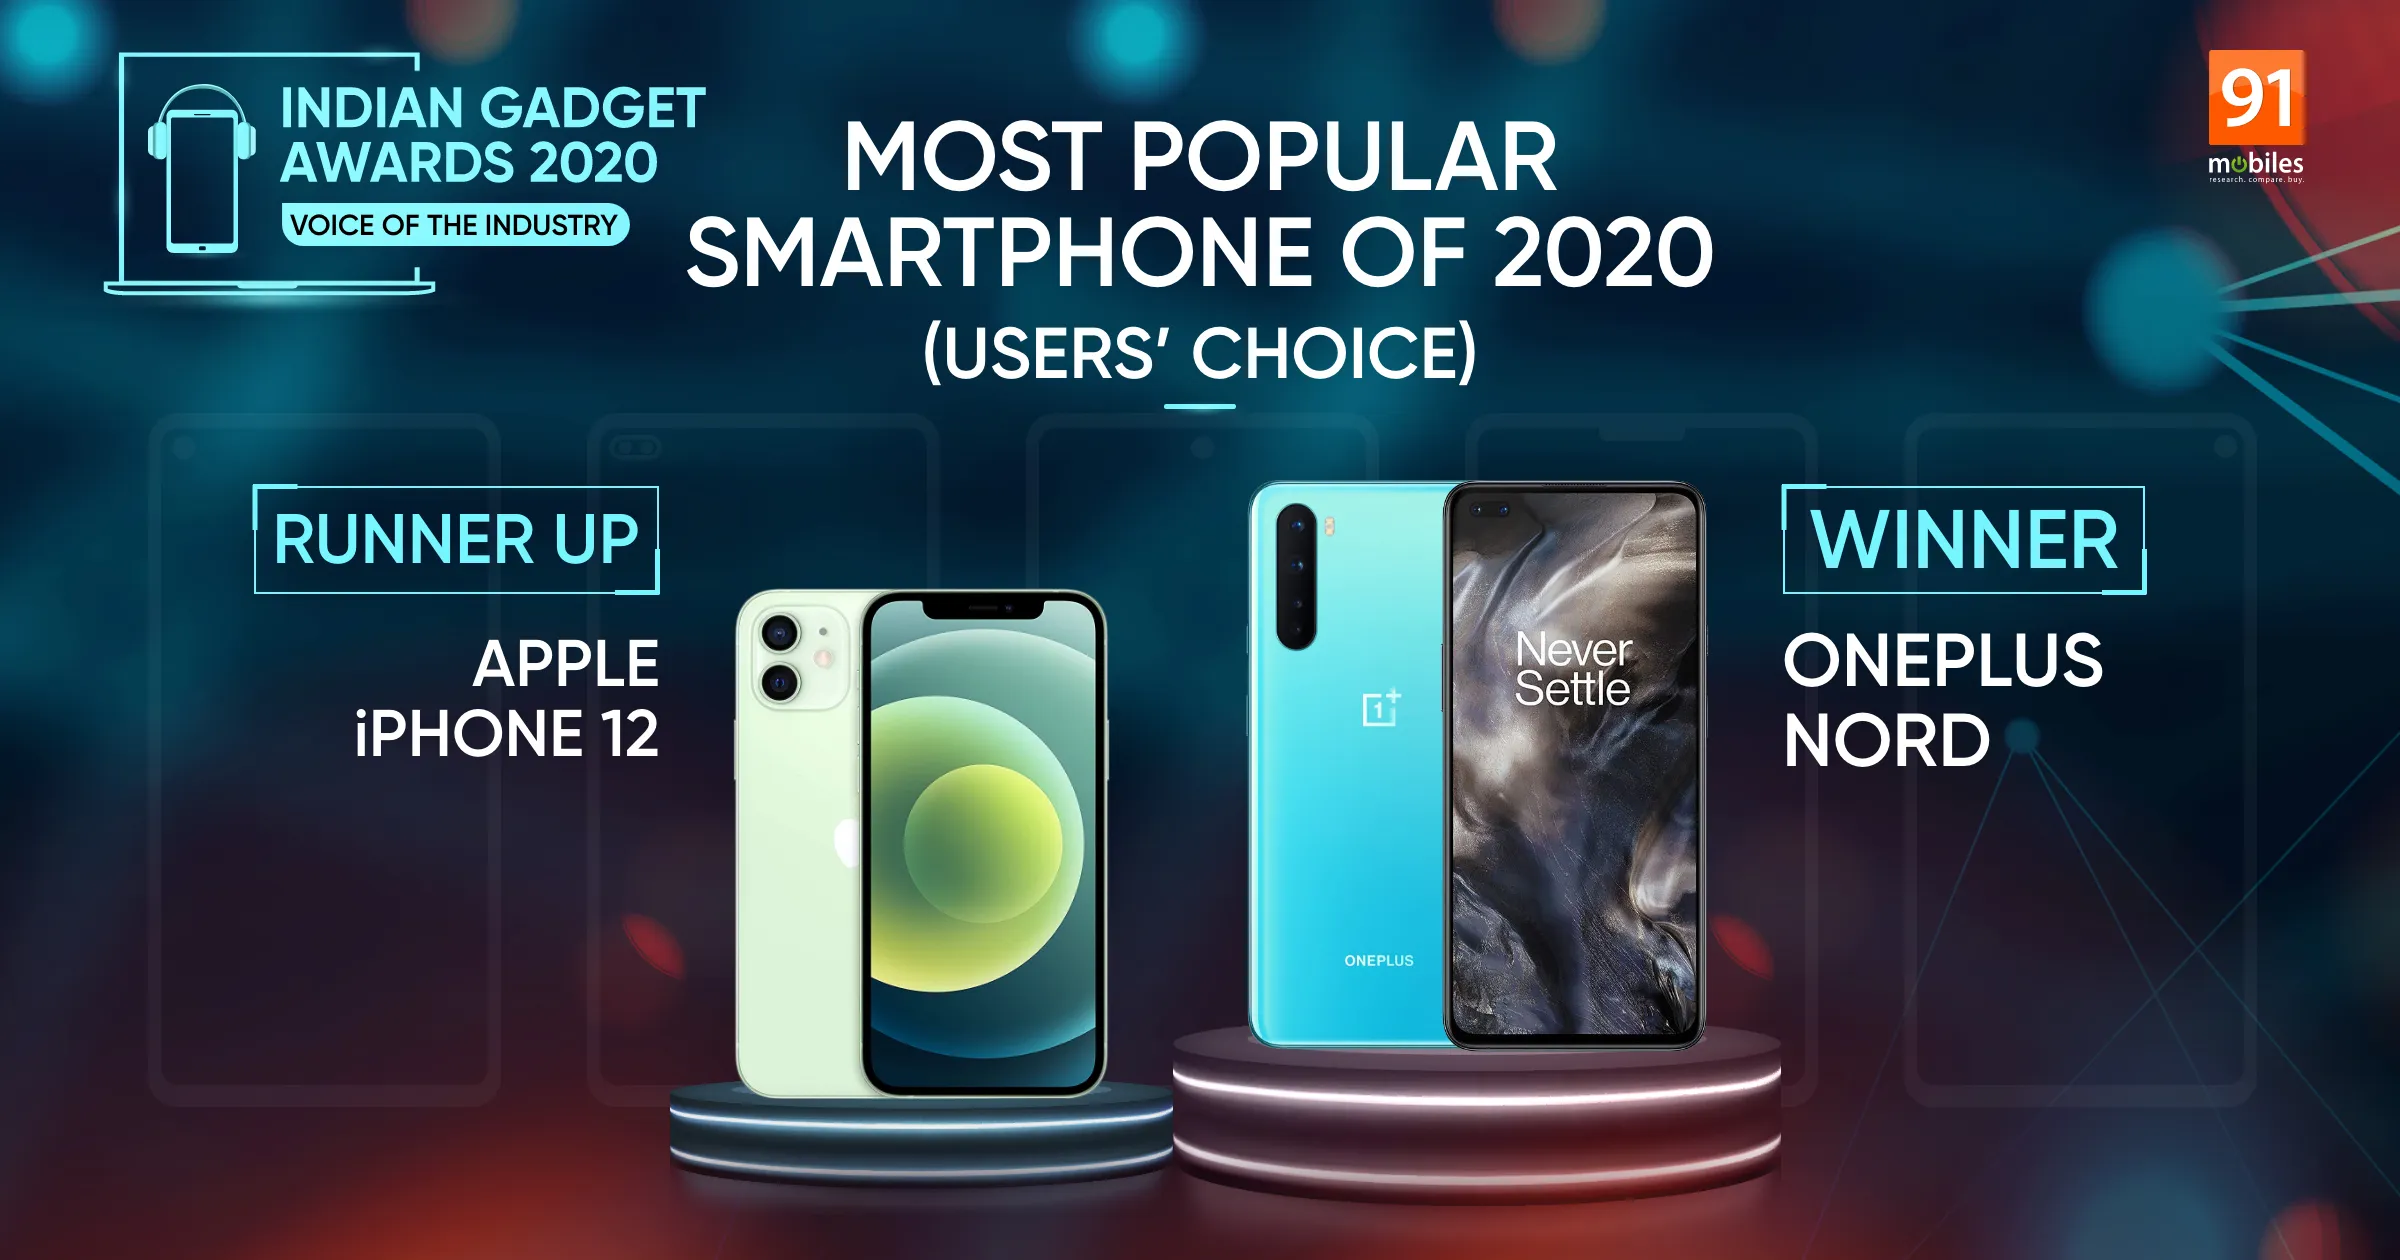 INDIAN GADGET
AWARDS 2020
VOICE OF THE INDUSTRY
MOST POPULAR
SMARTPHONE OF 2020
(USERS’ CHOICE)
91
mobiles
research. compare. buy.
RUNNER UP
APPLE
iPHONE 12
Never
Settle
1+
ONEPLUS
WINNER
ONEPLUS
NORD